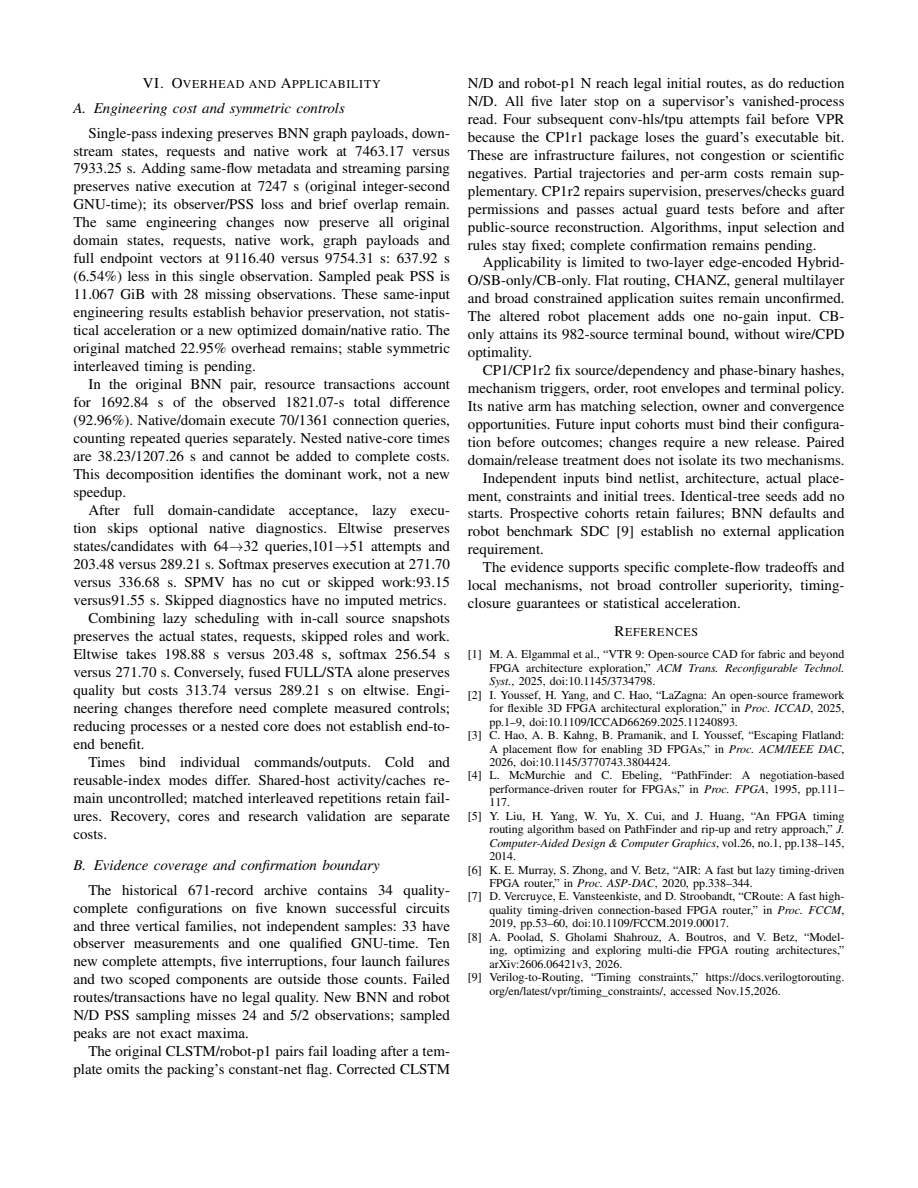 VI. OVERHEAD AND APPLICABILITY
A. Engineering cost and symmetric controls
Single-pass indexing preserves BNN graph payloads, down-
stream states, requests and native work at 7463.17 versus
7933.25 s. Adding same-flow metadata and streaming parsing
preserves native execution at 7247 s (original integer-second
GNU-time); its observer/PSS loss and brief overlap remain.
The same engineering changes now preserve all original
domain states, requests, native work, graph payloads and
full endpoint vectors at 9116.40 versus 9754.31 s: 637.92 s
(6.54%) less in this single observation. Sampled peak PSS is
11.067 GiB with 28 missing observations. These same-input
engineering results establish behavior preservation, not statis-
tical acceleration or a new optimized domain/native ratio. The
original matched 22.95% overhead remains; stable symmetric
interleaved timing is pending.
In the original BNN pair, resource transactions account
for 1692.84 s of the observed 1821.07-s total difference
(92.96%). Native/domain execute 70/1361 connection queries,
counting repeated queries separately. Nested native-core times
are 38.23/1207.26 s and cannot be added to complete costs.
This decomposition identifies the dominant work, not a new
speedup.
After full domain-candidate acceptance, lazy execu-
tion skips optional native diagnostics. Eltwise preserves
states/candidates with 64→32 queries,101→51 attempts and
203.48 versus 289.21 s. Softmax preserves execution at 271.70
versus 336.68 s. SPMV has no cut or skipped work:93.15
versus91.55 s. Skipped diagnostics have no imputed metrics.
Combining lazy scheduling with in-call source snapshots
preserves the actual states, requests, skipped roles and work.
Eltwise takes 198.88 s versus 203.48 s, softmax 256.54 s
versus 271.70 s. Conversely, fused FULL/STA alone preserves
quality but costs 313.74 versus 289.21 s on eltwise. Engi-
neering changes therefore need complete measured controls;
reducing processes or a nested core does not establish end-to-
end benefit.
Times bind individual commands/outputs. Cold and
reusable-index modes differ. Shared-host activity/caches re-
main uncontrolled; matched interleaved repetitions retain fail-
ures. Recovery, cores and research validation are separate
costs.
B. Evidence coverage and confirmation boundary
The historical 671-record archive contains 34 quality-
complete configurations on five known successful circuits
and three vertical families, not independent samples: 33 have
observer measurements and one qualified GNU-time. Ten
new complete attempts, five interruptions, four launch failures
and two scoped components are outside those counts. Failed
routes/transactions have no legal quality. New BNN and robot
N/D PSS sampling misses 24 and 5/2 observations; sampled
peaks are not exact maxima.
The original CLSTM/robot-p1 pairs fail loading after a tem-
plate omits the packing's constant-net flag. Corrected CLSTM
N/D and robot-p1 N reach legal initial routes, as do reduction
N/D. All five later stop on a supervisor's vanished-process
read. Four subsequent conv-hls/tpu attempts fail before VPR
because the CP1r1 package loses the guard's executable bit.
These are infrastructure failures, not congestion or scientific
negatives. Partial trajectories and per-arm costs remain sup-
plementary. CP1r2 repairs supervision, preserves/checks guard
permissions and passes actual guard tests before and after
public-source reconstruction. Algorithms, input selection and
rules stay fixed; complete confirmation remains pending.
Applicability is limited to two-layer edge-encoded Hybrid-
O/SB-only/CB-only. Flat routing, CHANZ, general multilayer
and broad constrained application suites remain unconfirmed.
The altered robot placement adds one no-gain input. CB-
only attains its 982-source terminal bound, without wire/CPD
optimality.
CP1/CP1r2 fix source/dependency and phase-binary hashes,
mechanism triggers, order, root envelopes and terminal policy.
Its native arm has matching selection, owner and convergence
opportunities. Future input cohorts must bind their configura-
tion before outcomes; changes require a new release. Paired
domain/release treatment does not isolate its two mechanisms.
Independent inputs bind netlist, architecture, actual place-
ment, constraints and initial trees. Identical-tree seeds add no
starts. Prospective cohorts retain failures; BNN defaults and
robot benchmark SDC [9] establish no external application
requirement.
The evidence supports specific complete-flow tradeoffs and
local mechanisms, not broad controller superiority, timing-
closure guarantees or statistical acceleration.
REFERENCES
[1] M. A. Elgammal et al., “VTR 9: Open-source CAD for fabric and beyond
FPGA architecture exploration,” ACM Trans. Reconfigurable Technol.
Syst., 2025, doi:10.1145/3734798.
[2] I. Youssef, H. Yang, and C. Hao, “LaZagna: An open-source framework
for flexible 3D FPGA architectural exploration,” in Proc. ICCAD, 2025,
pp.1–9, doi:10.1109/ICCAD66269.2025.11240893.
[3] C. Hao, A. B. Kahng, B. Pramanik, and I. Youssef, “Escaping Flatland:
A placement flow for enabling 3D FPGAs,” in Proc. ACM/IEEE DAC,
2026, doi:10.1145/3770743.3804424.
[4] L. McMurchie and C. Ebeling, “PathFinder: A negotiation-based
performance-driven router for FPGAs,” in Proc. FPGA, 1995, pp.111–
117.
[5] Y. Liu, H. Yang, W. Yu, X. Cui, and J. Huang, “An FPGA timing
routing algorithm based on PathFinder and rip-up and retry approach,” J.
Computer-Aided Design & Computer Graphics, vol.26, no.1, pp.138–145,
2014.
[6] K. E. Murray, S. Zhong, and V. Betz, “AIR: A fast but lazy timing-driven
FPGA router,” in Proc. ASP-DAC, 2020, pp.338–344.
[7] D. Vercruyce, E. Vansteenkiste, and D. Stroobandt, “CRoute: A fast high-
quality timing-driven connection-based FPGA router,” in Proc. FCCM,
2019, pp.53–60, doi:10.1109/FCCM.2019.00017.
[8] A. Poolad, S. Gholami Shahrouz, A. Boutros, and V. Betz, “Model-
ing, optimizing and exploring multi-die FPGA routing architectures,”
arXiv:2606.06421v3, 2026.
[9] Verilog-to-Routing, “Timing constraints,” https://docs.verilogtorouting.
org/en/latest/vpr/timing_constraints/, accessed Nov.15,2026.